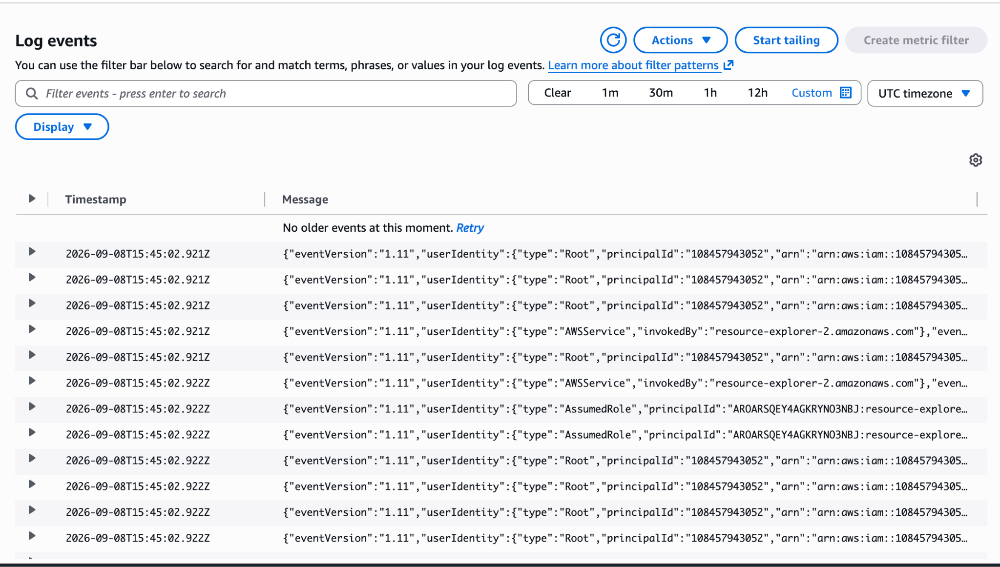 Log events
Actions
Start tailing
Create metric filter
You can use the filter bar below to search for and match terms, phrases, or values in your log events. Learn more about filter patterns
Filter events - press enter to search
Clear 1m 30m 1h 12h Custom
UTC timezone
Display
Timestamp Message
No older events at this moment. Retry
2026-09-08T15:45:02.921Z {"eventVersion":"1.11","userIdentity":{"type":"Root","principalId":"108457943052","arn":"arn:aws:iam::10845794305…
2026-09-08T15:45:02.921Z {"eventVersion":"1.11","userIdentity":{"type":"Root","principalId":"108457943052","arn":"arn:aws:iam::10845794305…
2026-09-08T15:45:02.921Z {"eventVersion":"1.11","userIdentity":{"type":"Root","principalId":"108457943052","arn":"arn:aws:iam::10845794305…
2026-09-08T15:45:02.921Z {"eventVersion":"1.11","userIdentity":{"type":"AWSService","invokedBy":"resource-explorer-2.amazonaws.com"},"even…
2026-09-08T15:45:02.921Z {"eventVersion":"1.11","userIdentity":{"type":"Root","principalId":"108457943052","arn":"arn:aws:iam::10845794305…
2026-09-08T15:45:02.922Z {"eventVersion":"1.11","userIdentity":{"type":"AWSService","invokedBy":"resource-explorer-2.amazonaws.com"},"even…
2026-09-08T15:45:02.922Z {"eventVersion":"1.11","userIdentity":{"type":"AssumedRole","principalId":"AROARSQEY4AGKRYNO3NBJ:resource-explore…
2026-09-08T15:45:02.922Z {"eventVersion":"1.11","userIdentity":{"type":"AssumedRole","principalId":"AROARSQEY4AGKRYNO3NBJ:resource-explore…
2026-09-08T15:45:02.922Z {"eventVersion":"1.11","userIdentity":{"type":"Root","principalId":"108457943052","arn":"arn:aws:iam::10845794305…
2026-09-08T15:45:02.922Z {"eventVersion":"1.11","userIdentity":{"type":"Root","principalId":"108457943052","arn":"arn:aws:iam::10845794305…
2026-09-08T15:45:02.922Z {"eventVersion":"1.11","userIdentity":{"type":"Root","principalId":"108457943052","arn":"arn:aws:iam::10845794305…
2026-09-08T15:45:02.922Z {"eventVersion":"1.11","userIdentity":{"type":"Root","principalId":"108457943052","arn":"arn:aws:iam::10845794305…